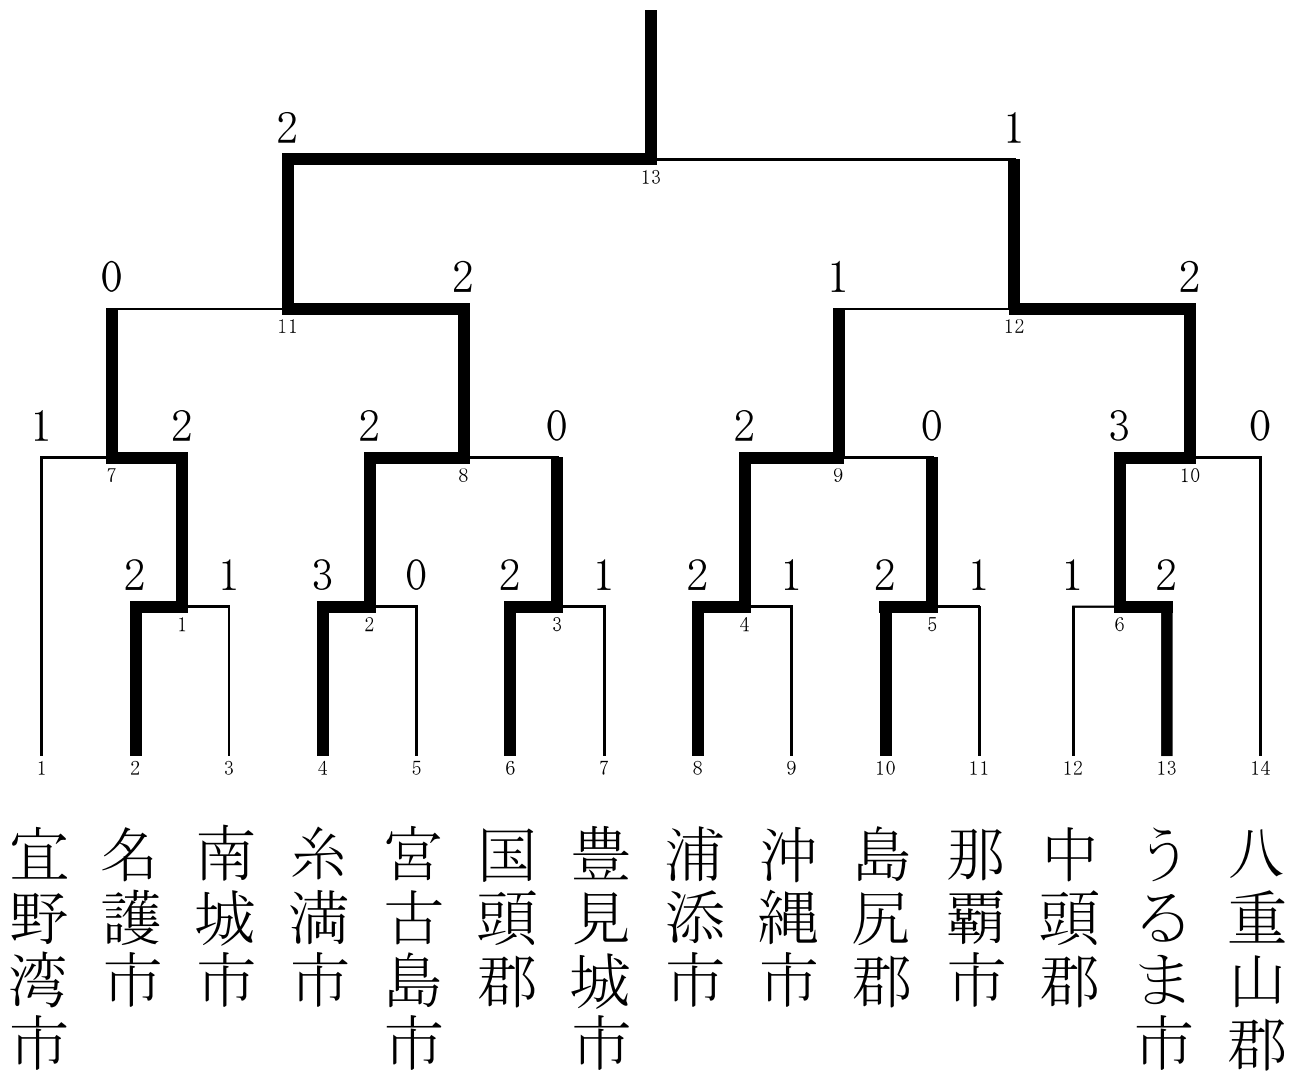 2 1
13
0 2 1 2
11 12
1 2 2 0 2 0 3 0
7 8 9 10
2 1 3 0 2 1 2 1 2 1 1 2
1 2 3 4 5 6
1 2 3 4 5 6 7 8 9 10 11 12 13 14
宜野湾市
名護市
南城市
糸満市
宮古島市
国頭郡
豊見城市
浦添市
沖縄市
島尻郡
那覇市
中頭郡
うるま市
八重山郡